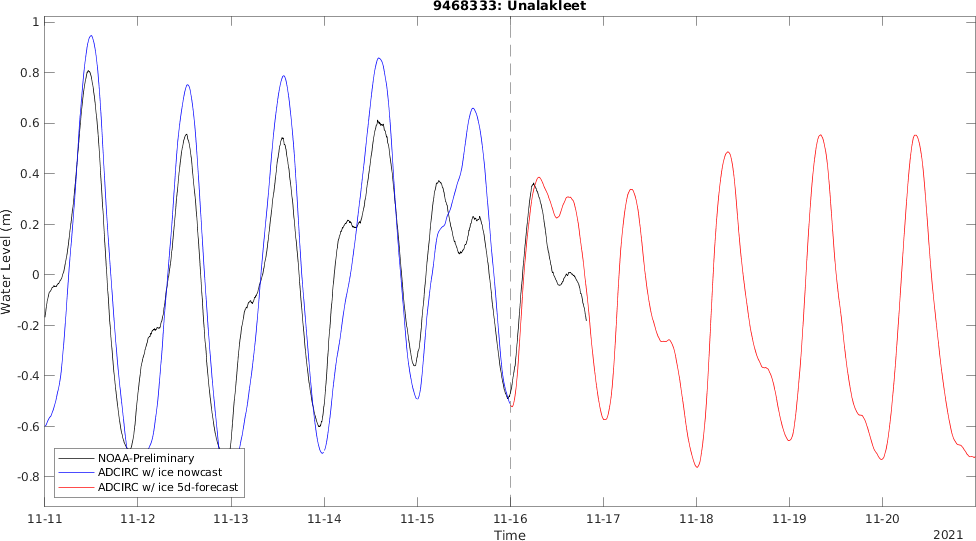 9468333: Unalakleet
1
0.8
0.6
0.4
0.2
0
-0.2
-0.4
-0.6
-0.8
Water Level (m)
NOAA-Preliminary
ADCIRC w/ ice nowcast
ADCIRC w/ ice 5d-forecast
11-11 11-12 11-13 11-14 11-15 11-16 11-17 11-18 11-19 11-20
Time
2021